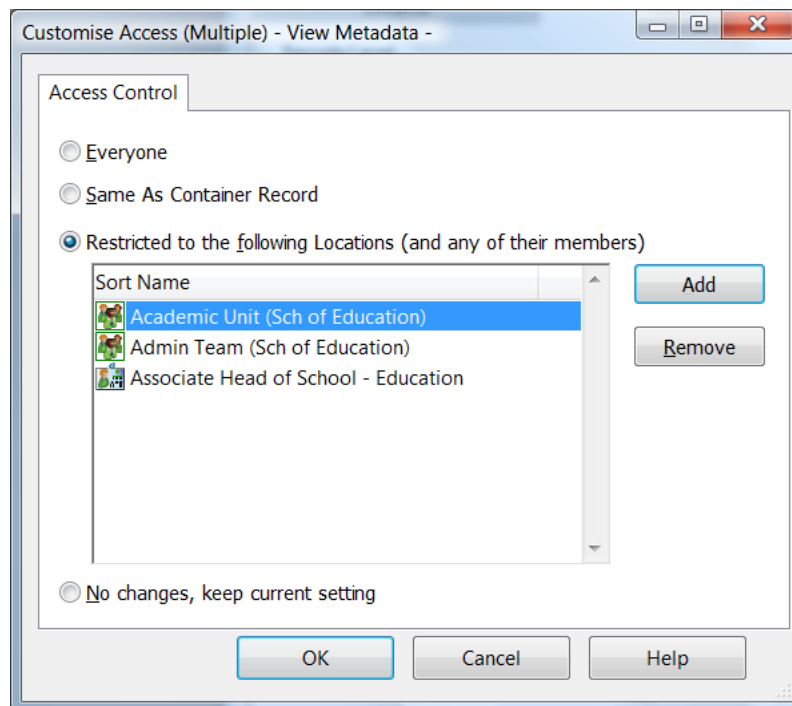 Customise Access (Multiple) - View Metadata -
Access Control
Everyone
Same As Container Record
Restricted to the following Locations (and any of their members)
Sort Name
Add
Academic Unit (Sch of Education)
Admin Team (Sch of Education)
Remove
Associate Head of School - Education
No changes, keep current setting
OK
Cancel
Help